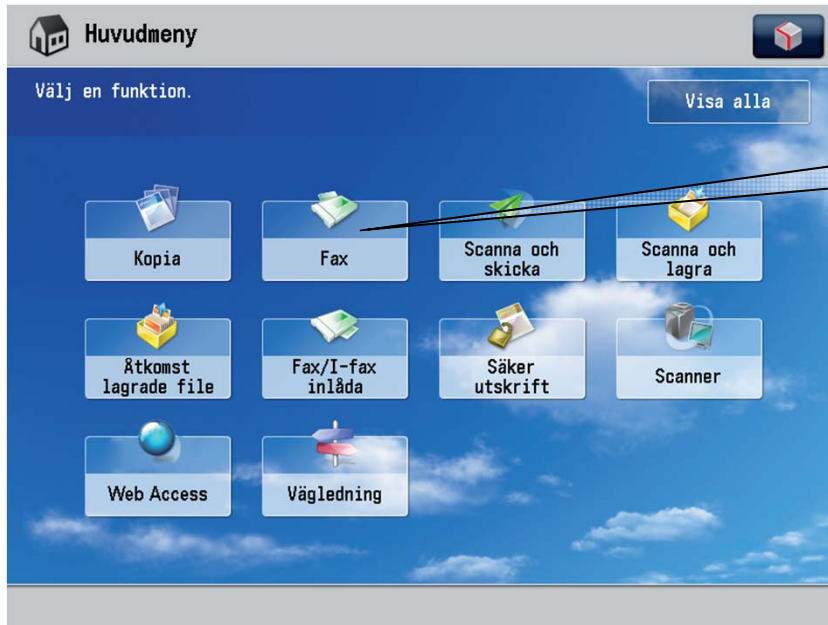 Huvudmeny
Välj en funktion.
Visa alla
Kopia
Fax
Scanna och
skicka
Scanna och
lagra
Åtkomst
lagrade file
Fax/I-fax
inlåda
Säker
utskrift
Scanner
Web Access
Vägledning